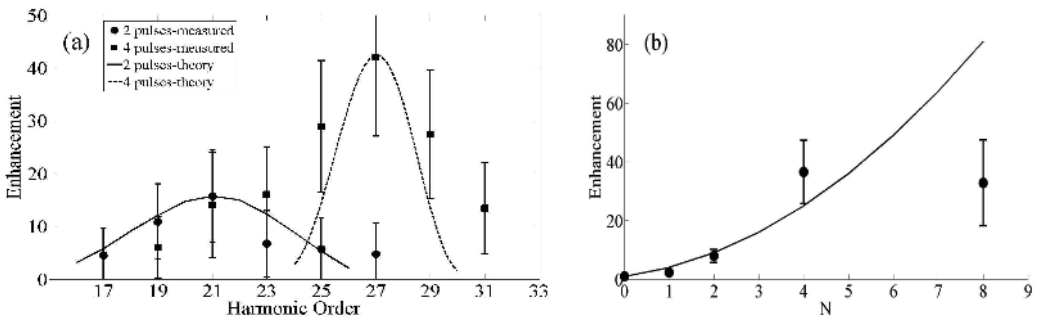 50
40
30
20
10
0
(a)
2 pulses-measured
4 pulses-measured
2 pulses-theory
4 pulses-theory
17 19 21 23 25 27 29 31 33
Harmonic Order
Enhancement
80
60
40
20
0
(b)
0 1 2 3 4 5 6 7 8 9
N
Enhancement